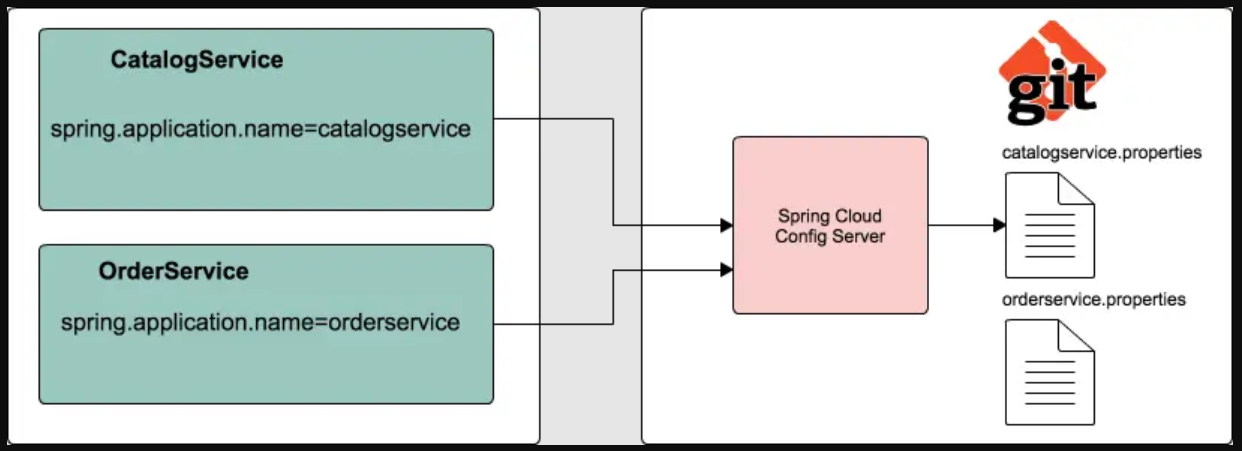 CatalogService
spring.application.name=catalogservice
OrderService
spring.application.name=orderservice
Spring Cloud
Config Server
git
catalogservice.properties
orderservice.properties